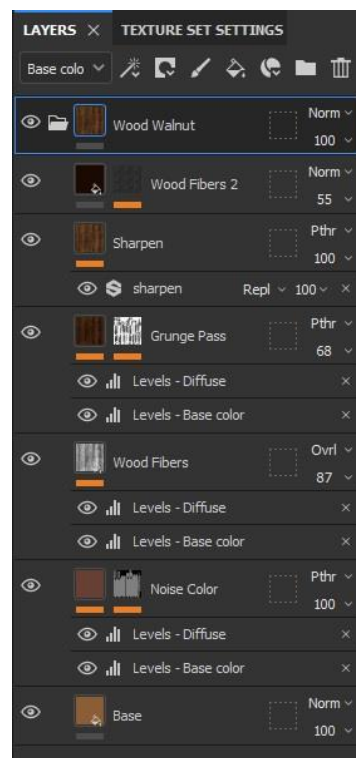 LAYERS × TEXTURE SET SETTINGS
Base colo
Wood Walnut Norm
100
Wood Fibers 2 Norm
55
Sharpen Pthr
100
sharpen Repl 100 ×
Grunge Pass Pthr
68
Levels - Diffuse ×
Levels - Base color ×
Wood Fibers Ovrl
87
Levels - Diffuse ×
Levels - Base color ×
Noise Color Pthr
100
Levels - Diffuse ×
Levels - Base color ×
Base Norm
100